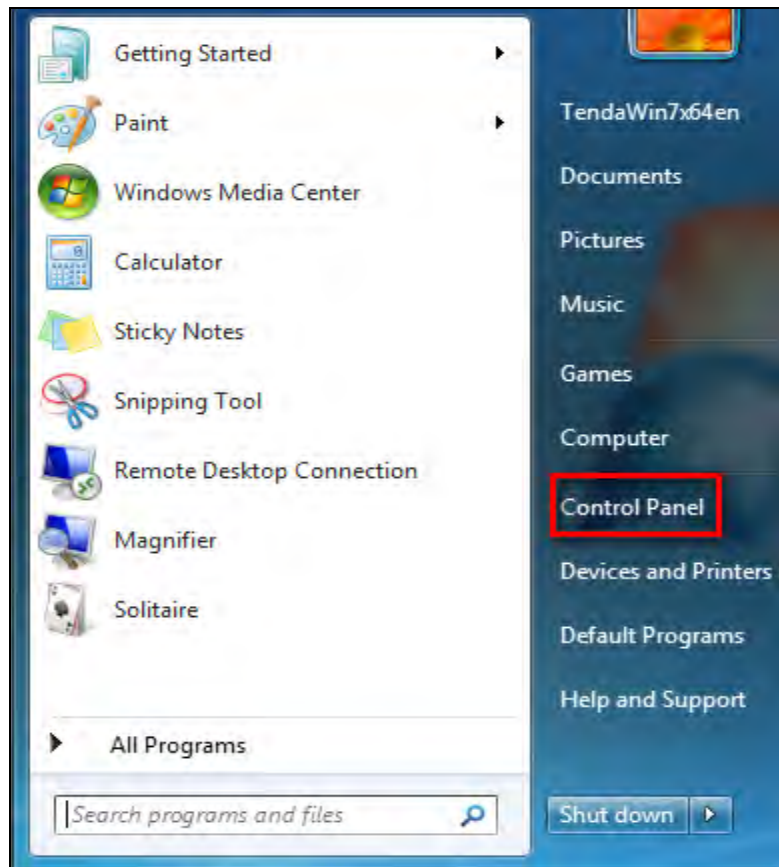 Getting Started
Paint
Windows Media Center
Calculator
Sticky Notes
Snipping Tool
Remote Desktop Connection
Magnifier
Solitaire
All Programs
Search programs and files
TendaWin7x64en
Documents
Pictures
Music
Games
Computer
Control Panel
Devices and Printers
Default Programs
Help and Support
Shut down